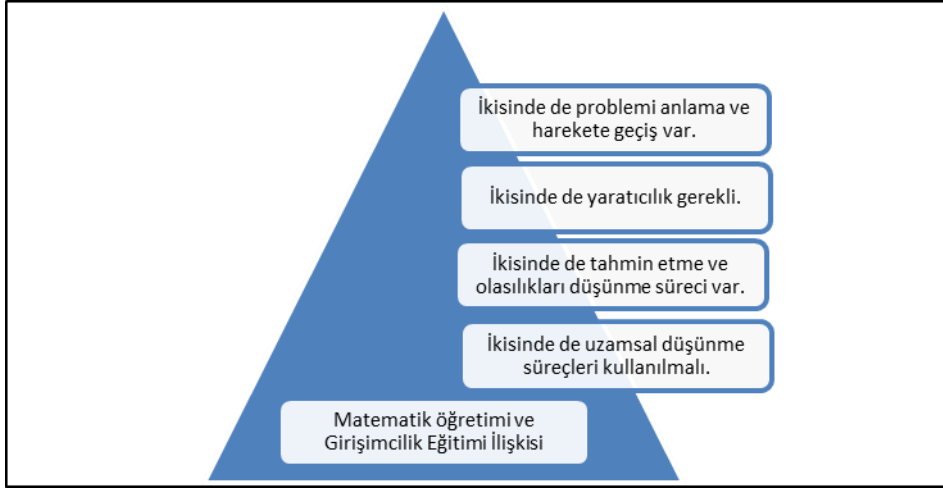 İkisinde de problemi anlama ve
harekete geçiş var.
İkisinde de yaratıcılık gerekli.
İkisinde de tahmin etme ve
olasılıkları düşünme süreci var.
İkisinde de uzamsal düşünme
süreçleri kullanılmalı.
Matematik öğretimi ve
Girişimcilik Eğitimi İlişkisi